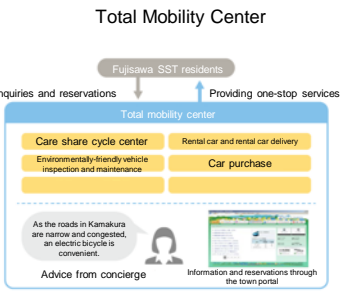 Total Mobility Center
Fujisawa SST residents
nquiries and reservations
Providing one-stop services
Total mobility center
Care share cycle center
Rental car and rental car delivery
Environmentally-friendly vehicle
inspection and maintenance
Car purchase
As the roads in Kamakura
are narrow and congested,
an electric bicycle is
convenient.
Advice from concierge
Information and reservations through
the town portal